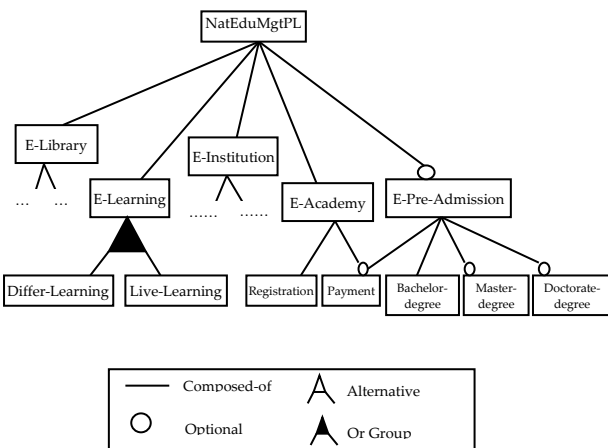 NatEduMgtPL
E-Library
E-Institution
E-Learning
E-Academy
E-Pre-Admission
... ...
...... ......
Differ-Learning
Live-Learning
Registration
Payment
Bachelor-
degree
Master-
degree
Doctorate-
degree
Composed-of
Alternative
Optional
Or Group